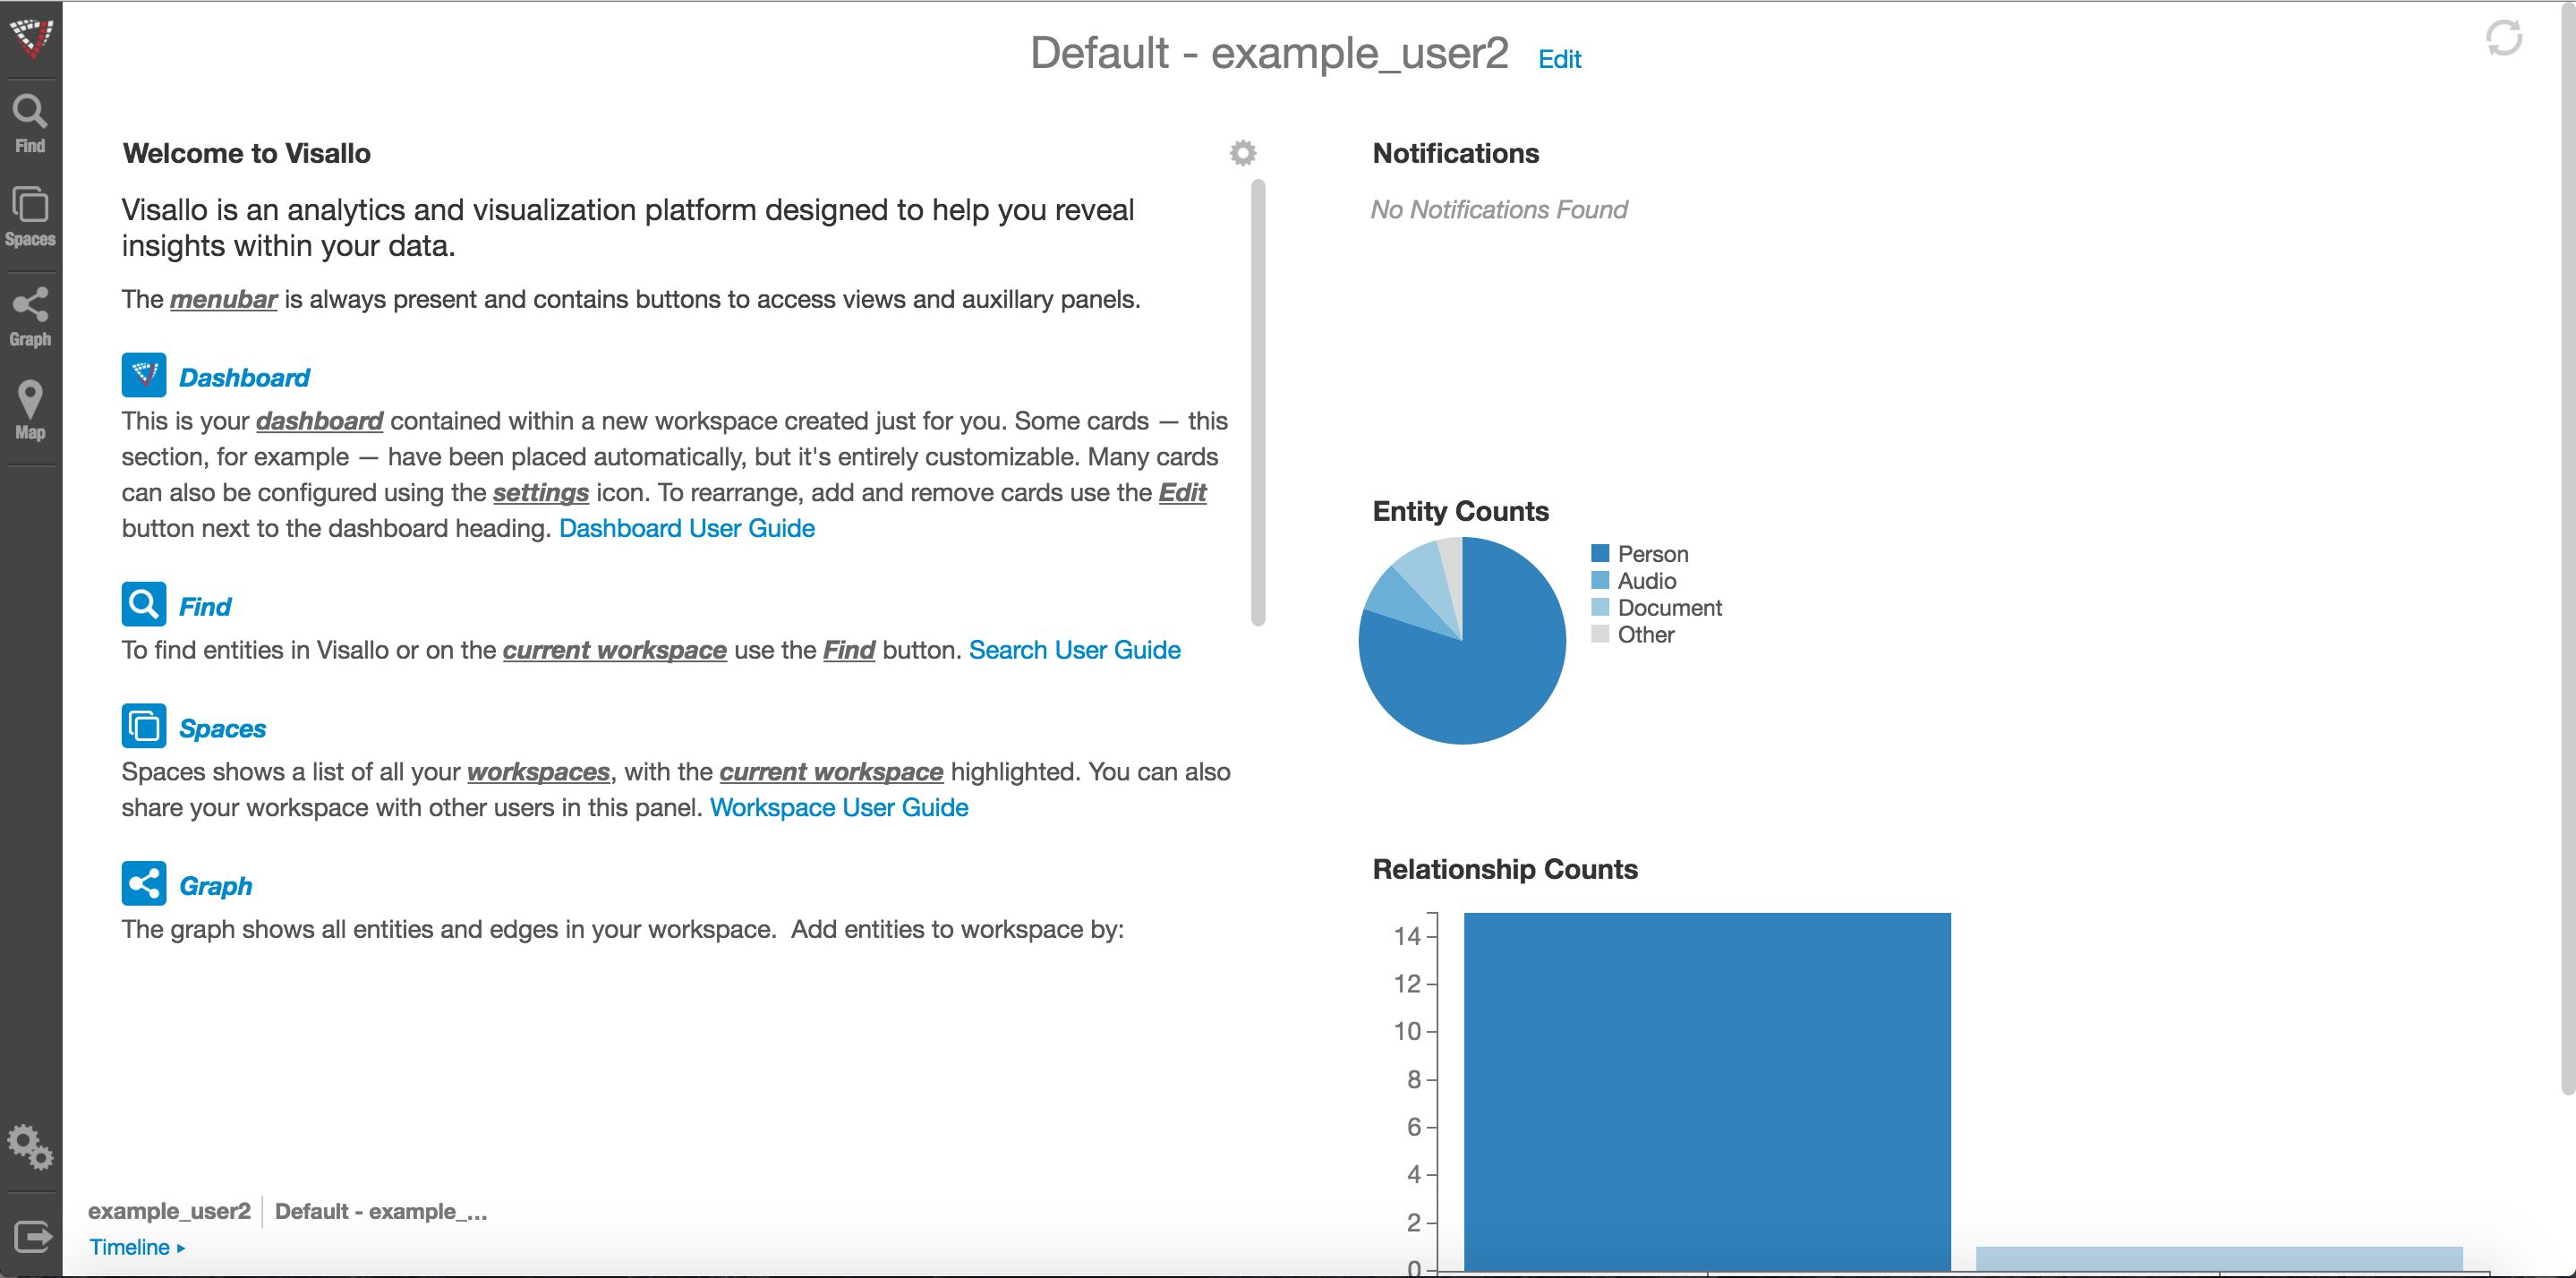 Default - example_user2 Edit
Find
Spaces
Graph
Map
Welcome to Visallo
Visallo is an analytics and visualization platform designed to help you reveal
insights within your data.
The menubar is always present and contains buttons to access views and auxillary panels.
Dashboard
This is your dashboard contained within a new workspace created just for you. Some cards — this
section, for example — have been placed automatically, but it's entirely customizable. Many cards
can also be configured using the settings icon. To rearrange, add and remove cards use the Edit
button next to the dashboard heading. Dashboard User Guide
Find
To find entities in Visallo or on the current workspace use the Find button. Search User Guide
Spaces
Spaces shows a list of all your workspaces, with the current workspace highlighted. You can also
share your workspace with other users in this panel. Workspace User Guide
Graph
The graph shows all entities and edges in your workspace.  Add entities to workspace by:
Notifications
No Notifications Found
Entity Counts
Person
Audio
Document
Other
Relationship Counts
14
12
10
8
6
4
2
0
example_user2 Default - example_...
Timeline ▸